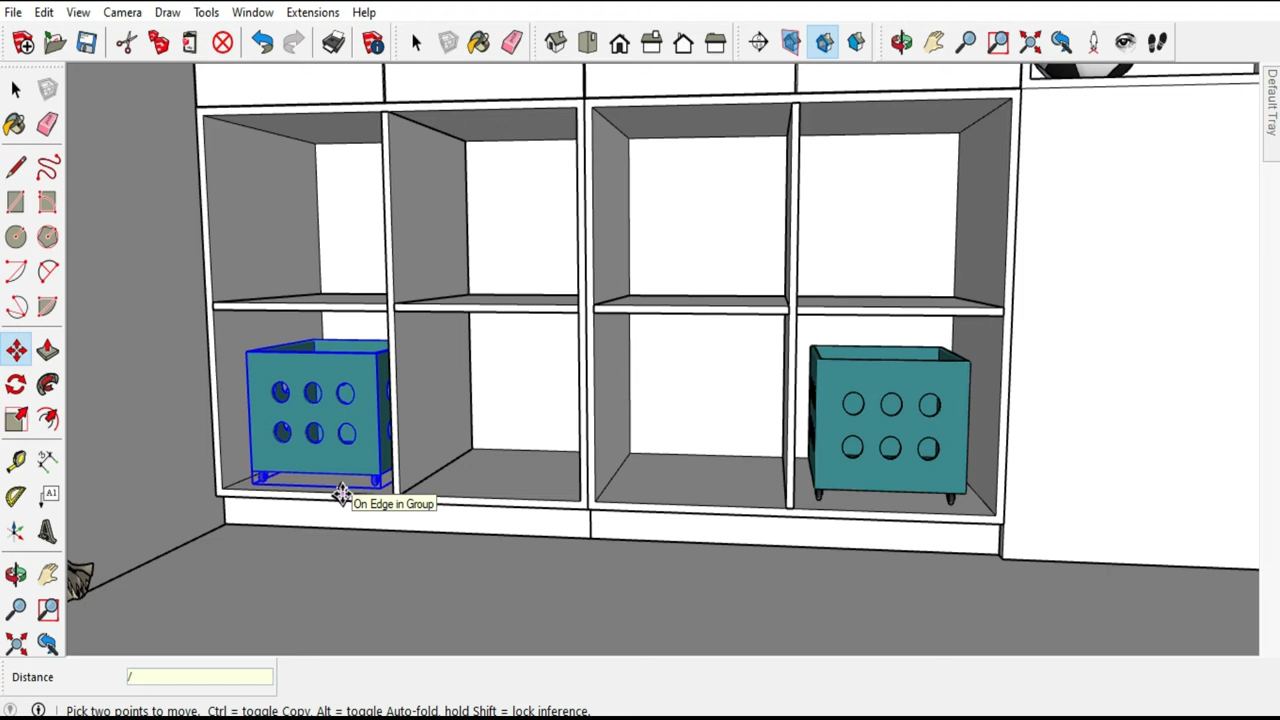 File Edit View Camera Draw Tools Window Extensions Help
Default Tray
A1
On Edge in Group
Distance /
Pick two points to move. Ctrl = toggle Copy, Alt = toggle Auto-fold, hold Shift = lock inference.